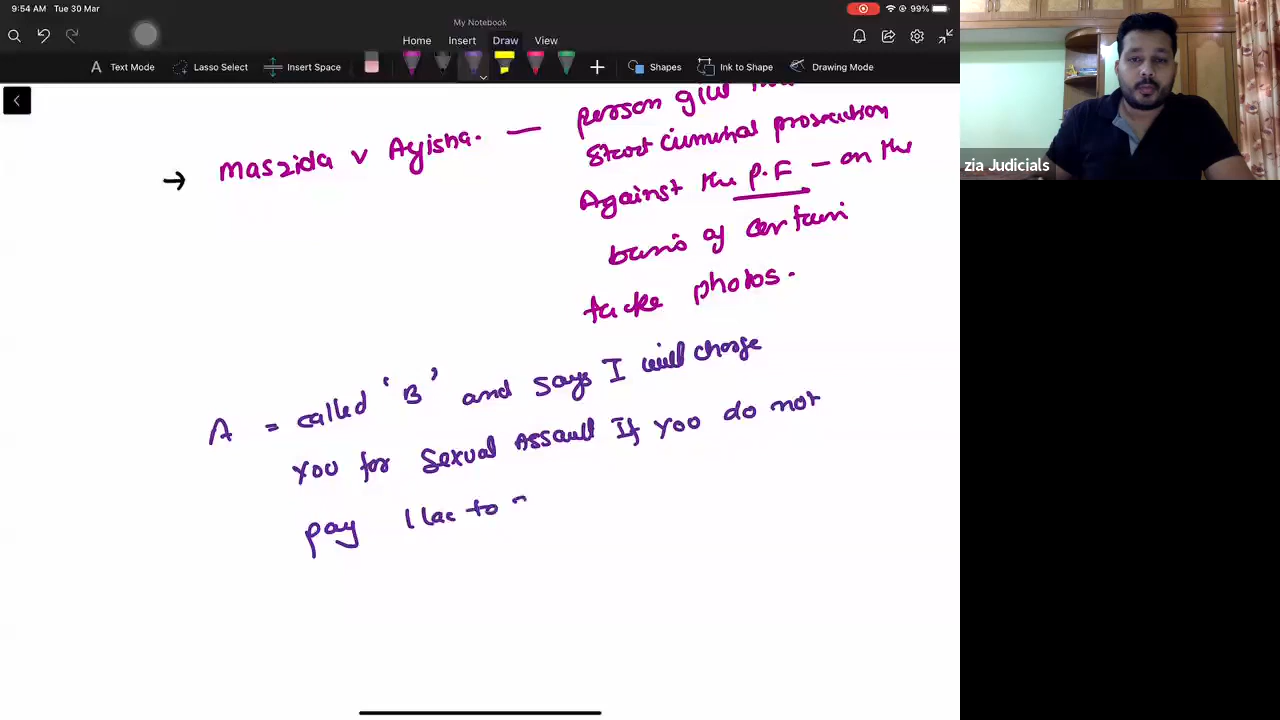 9:54 AM Tue 30 Mar
99%
My Notebook
Home Insert Draw View
Text Mode Lasso Select Insert Space Shapes Ink to Shape Drawing Mode
zia Judicials
person
→ Maszida v Ayisha. —
Start criminal prosecution
Against the p.F — on the
basis of certain
photos.
A = called 'B' and says I will charge
you for Sexual Assault If you do not
pay 1 lac to